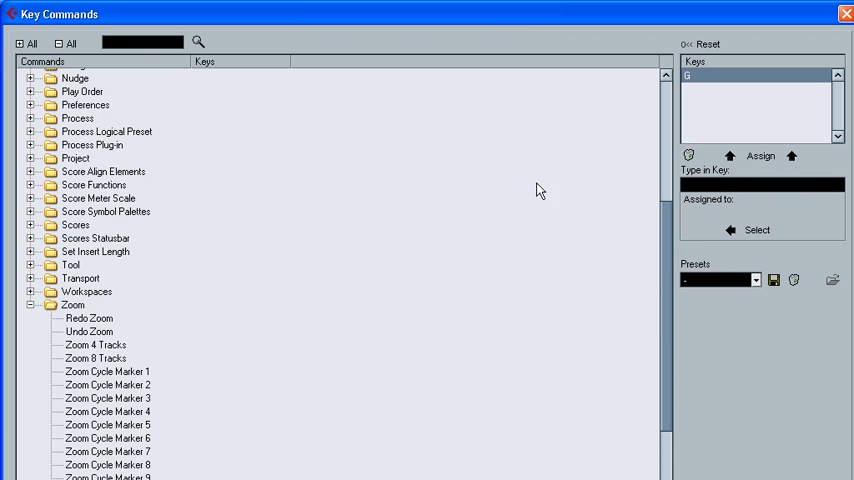 Key Commands
All All
Reset
Commands Keys
Keys
G
Nudge
Play Order
Preferences
Process
Process Logical Preset
Process Plug-in
Project
Score Align Elements
Score Functions
Score Meter Scale
Score Symbol Palettes
Scores
Scores Statusbar
Set Insert Length
Tool
Transport
Workspaces
Zoom
Redo Zoom
Undo Zoom
Zoom 4 Tracks
Zoom 8 Tracks
Zoom Cycle Marker 1
Zoom Cycle Marker 2
Zoom Cycle Marker 3
Zoom Cycle Marker 4
Zoom Cycle Marker 5
Zoom Cycle Marker 6
Zoom Cycle Marker 7
Zoom Cycle Marker 8
Zoom Cycle Marker 9
Assign
Type in Key:
Assigned to:
Select
Presets
-